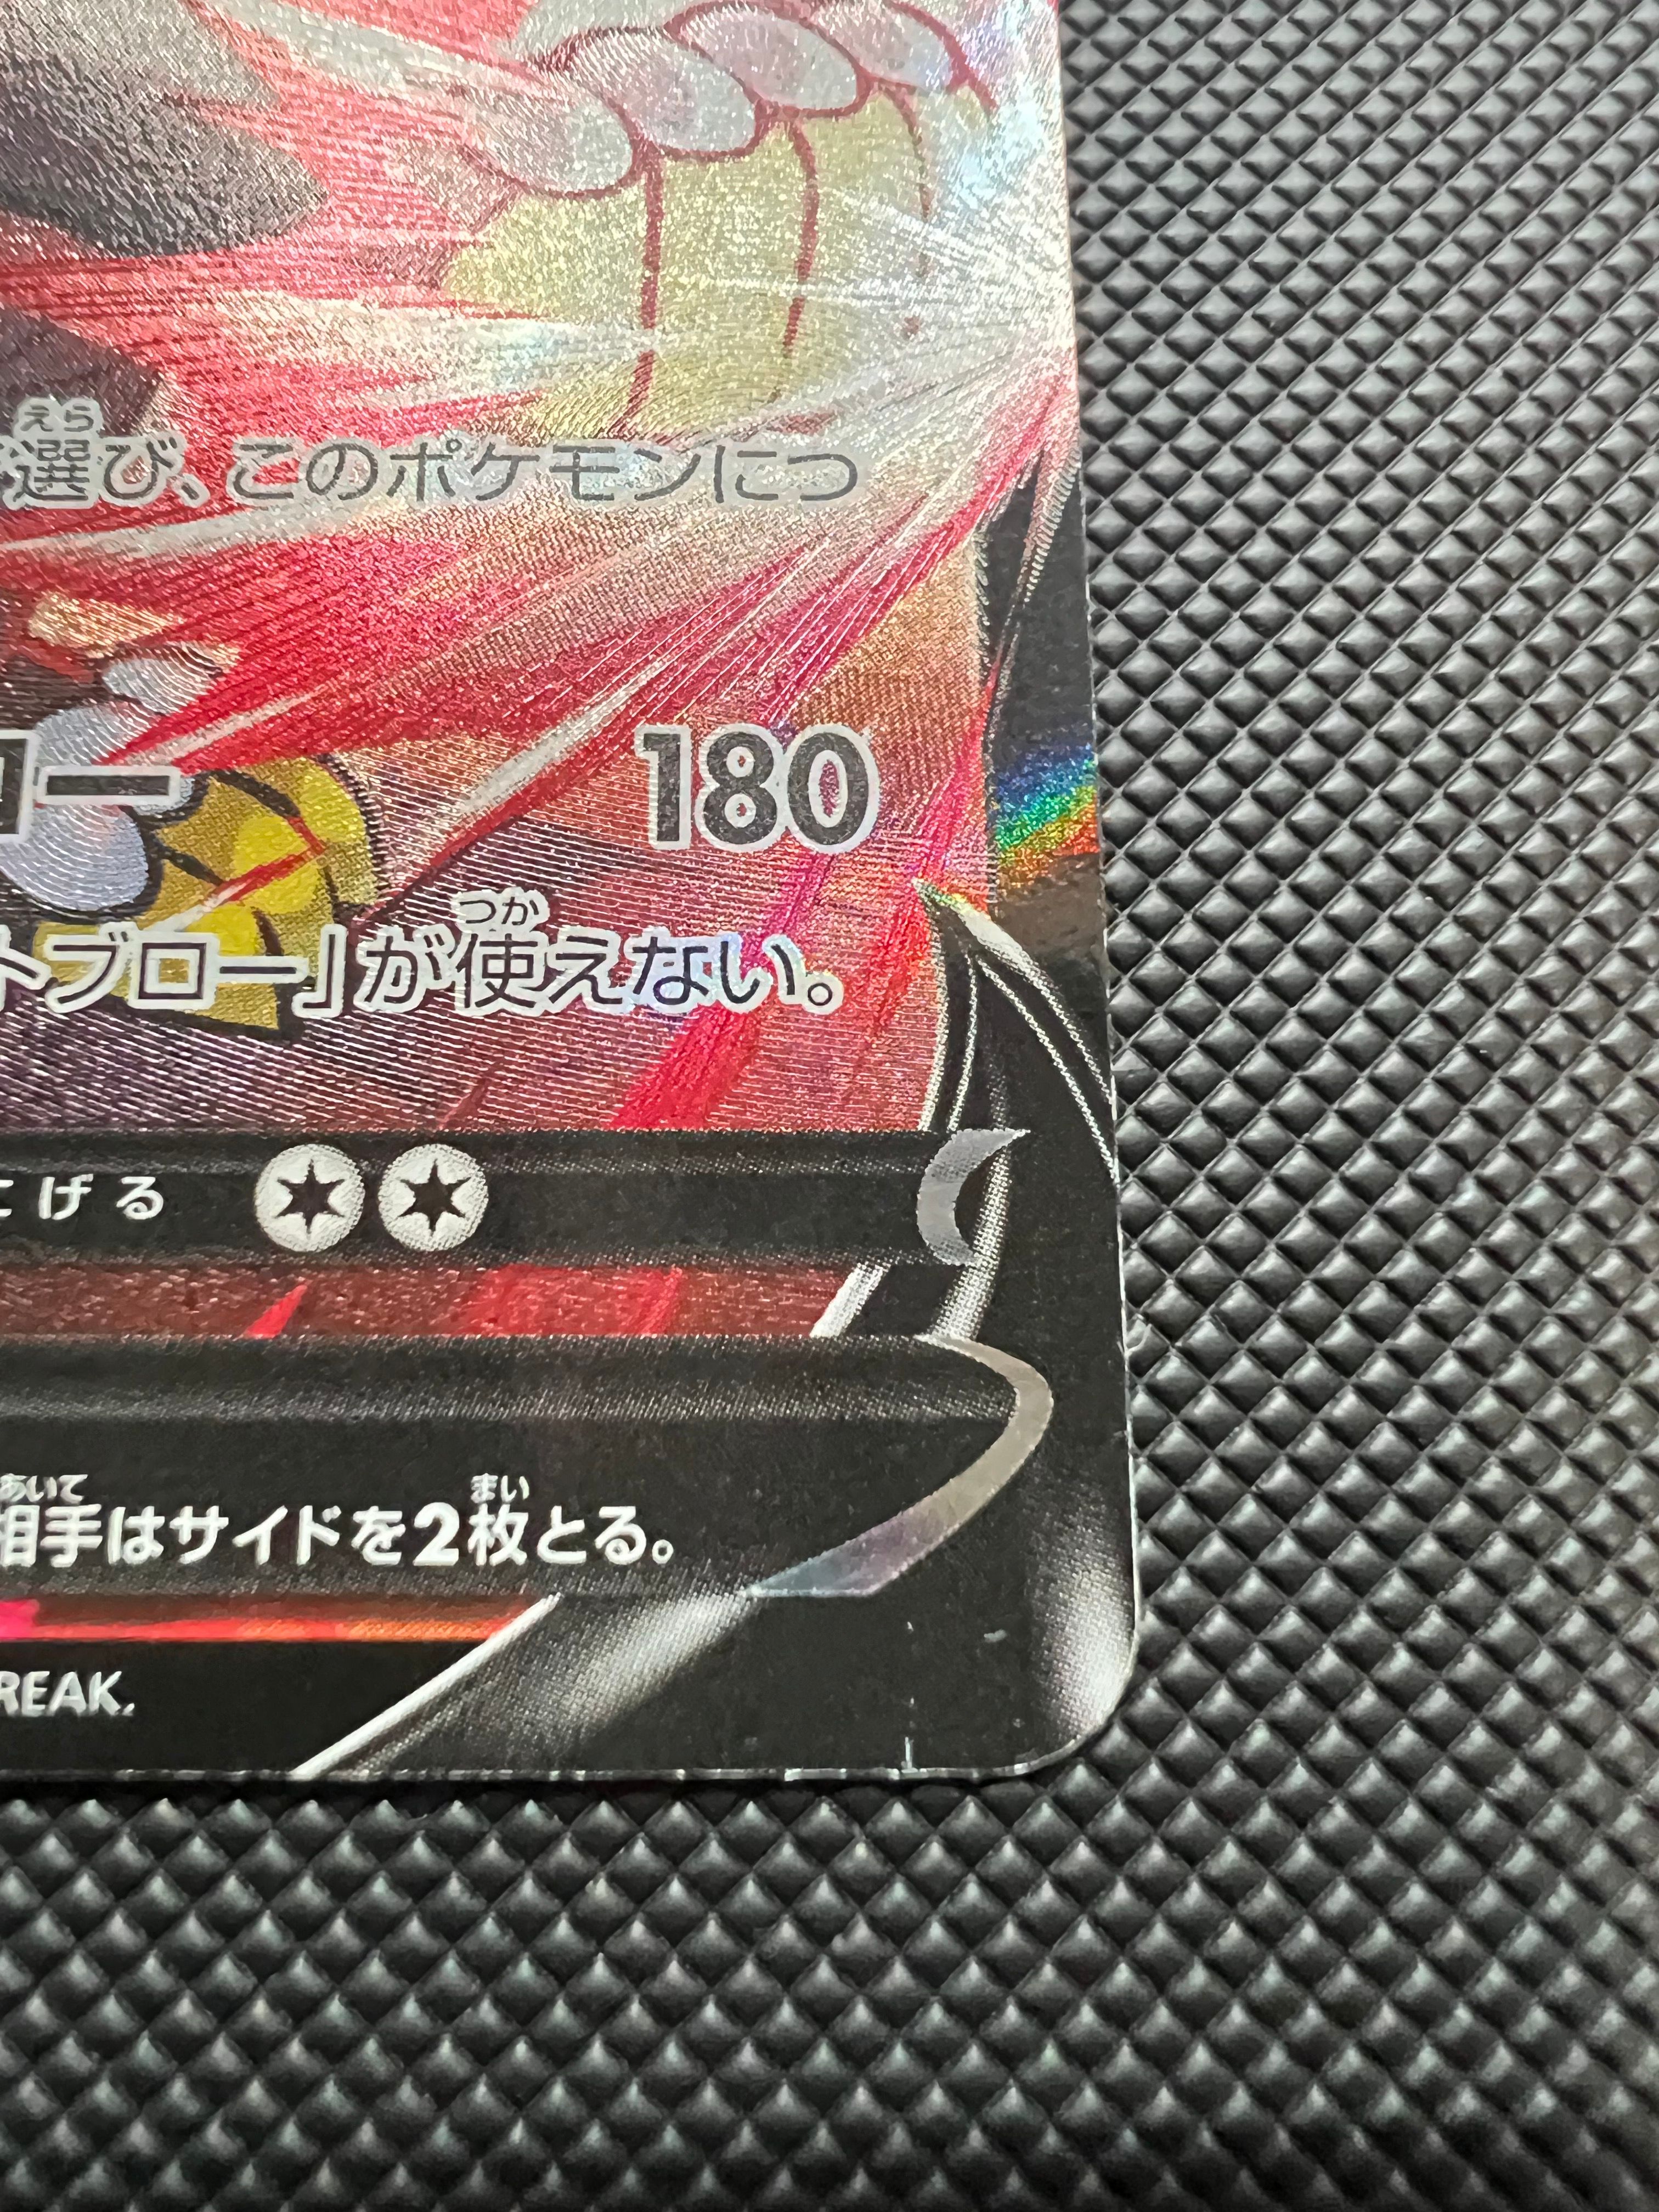 えら
選び、このポケモンにつ
ロー 180
つか
トブロー」が使えない。
にげる
あいて まい
相手はサイドを2枚とる。
REAK.